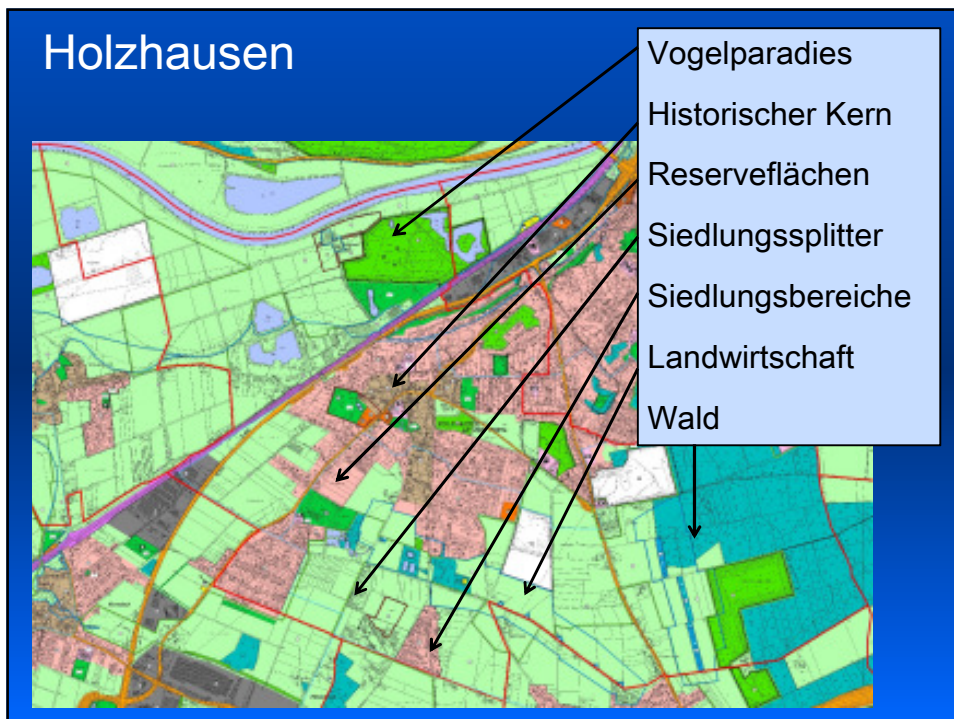 Holzhausen
Vogelparadies
Historischer Kern
Reserveflächen
Siedlungssplitter
Siedlungsbereiche
Landwirtschaft
Wald